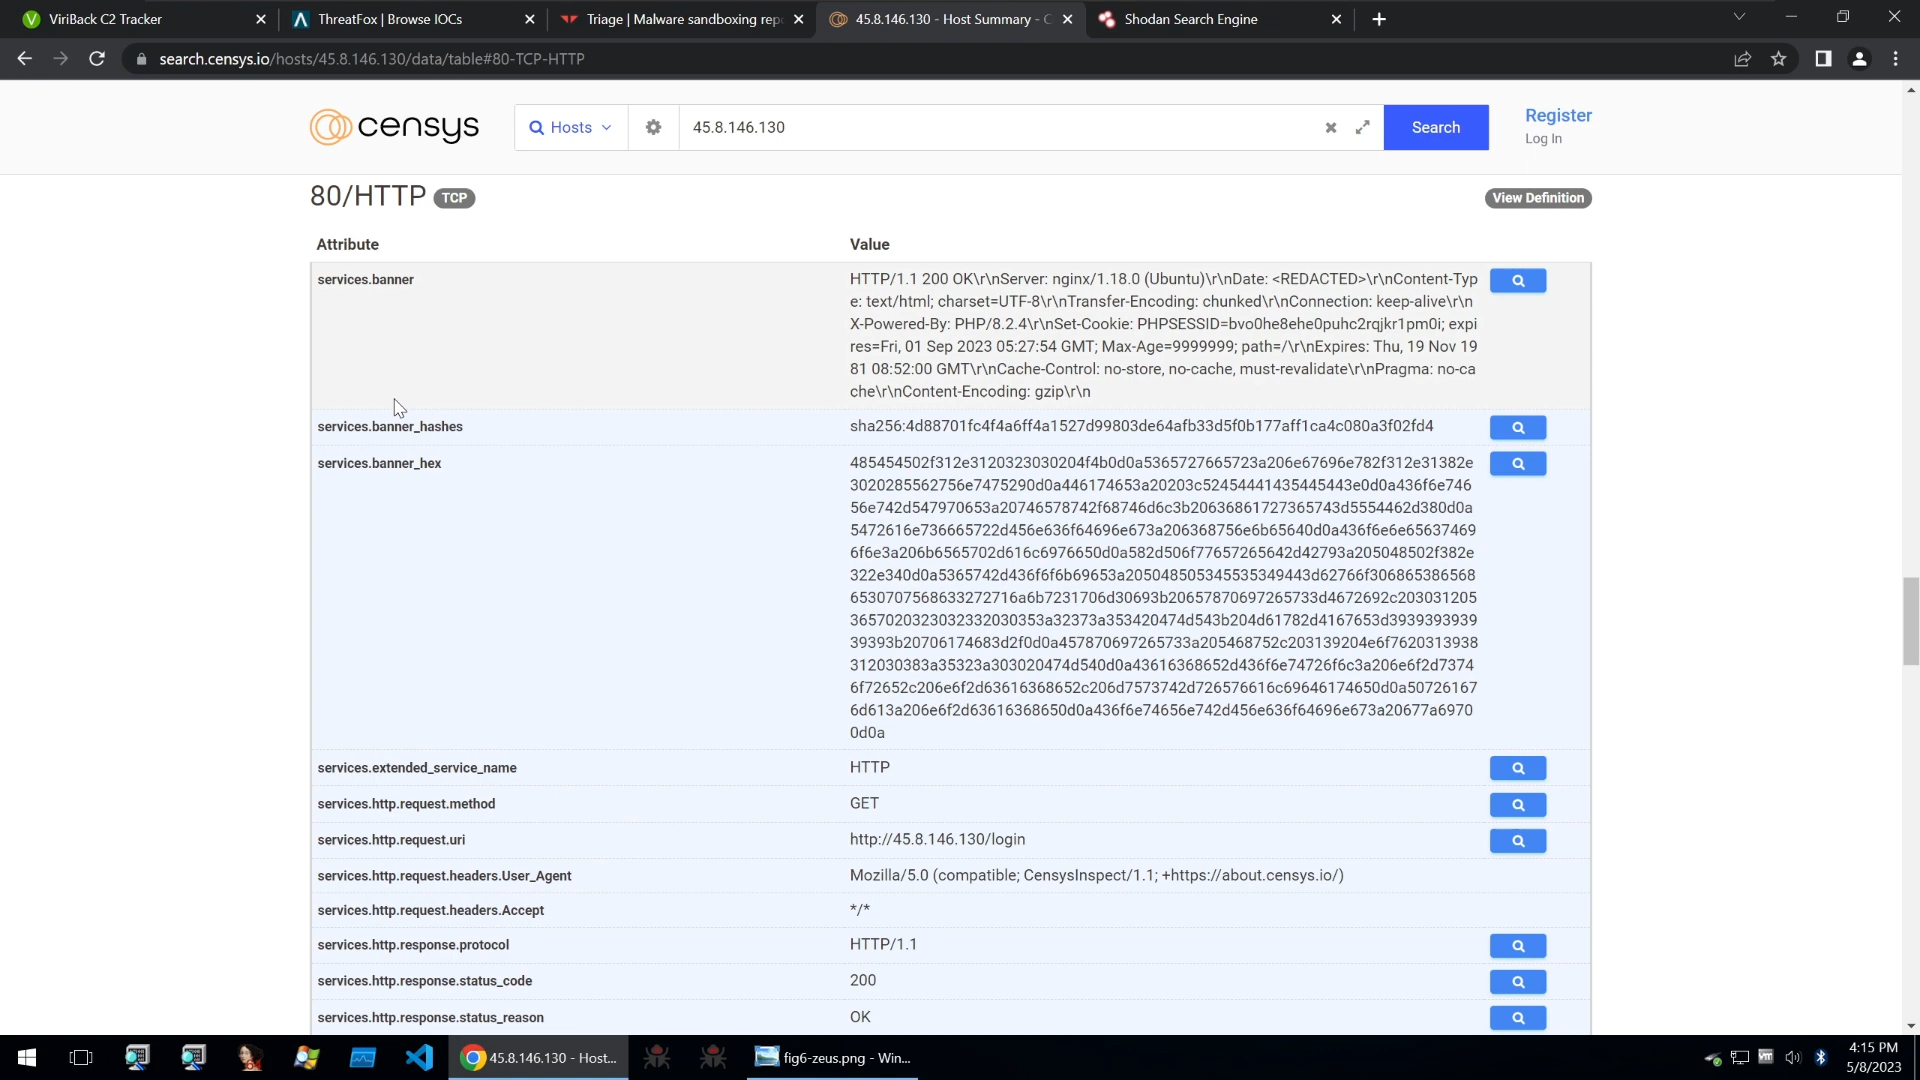 ViriBack C2 Tracker
ThreatFox | Browse IOCs
Triage | Malware sandboxing rep
45.8.146.130 - Host Summary - C
Shodan Search Engine
search.censys.io/hosts/45.8.146.130/data/table#80-TCP-HTTP
censys
Hosts
45.8.146.130
Search
Register
Log In
80/HTTP TCP
View Definition
Attribute
Value
services.banner
HTTP/1.1 200 OK\r\nServer: nginx/1.18.0 (Ubuntu)\r\nDate: <REDACTED>\r\nContent-Typ
e: text/html; charset=UTF-8\r\nTransfer-Encoding: chunked\r\nConnection: keep-alive\r\n
X-Powered-By: PHP/8.2.4\r\nSet-Cookie: PHPSESSID=bvo0he8ehe0puhc2rqjkr1pm0i; expi
res=Fri, 01 Sep 2023 05:27:54 GMT; Max-Age=9999999; path=/\r\nExpires: Thu, 19 Nov 19
81 08:52:00 GMT\r\nCache-Control: no-store, no-cache, must-revalidate\r\nPragma: no-ca
che\r\nContent-Encoding: gzip\r\n
services.banner_hashes
sha256:4d88701fc4f4a6ff4a1527d99803de64afb33d5f0b177aff1ca4c080a3f02fd4
services.banner_hex
485454502f312e3120323030204f4b0d0a5365727665723a206e67696e782f312e31382e
3020285562756e7475290d0a446174653a20203c52454441435445443e0d0a436f6e746
56e742d547970653a20746578742f68746d6c3b20636861727365743d5554462d380d0a
5472616e736665722d456e636f64696e673a206368756e6b65640d0a436f6e6e65637469
6f6e3a206b6565702d616c6976650d0a582d506f77657265642d42793a205048502f382e
322e340d0a5365742d436f6f6b69653a205048505345535349443d62766f306865386568
6530707568633272716a6b7231706d30693b20657870697265733d4672692c203031205
3657020323032332030353a32373a353420474d543b204d61782d4167653d3939393939
39393b20706174683d2f0d0a457870697265733a205468752c203139204e6f7620313938
312030383a35323a303020474d540d0a43616368652d436f6e74726f6c3a206e6f2d7374
6f72652c206e6f2d63616368652c206d7573742d726576616c69646174650d0a50726167
6d613a206e6f2d63616368650d0a436f6e74656e742d456e636f64696e673a20677a6970
0d0a
services.extended_service_name
HTTP
services.http.request.method
GET
services.http.request.uri
http://45.8.146.130/login
services.http.request.headers.User_Agent
Mozilla/5.0 (compatible; CensysInspect/1.1; +https://about.censys.io/)
services.http.request.headers.Accept
*/*
services.http.response.protocol
HTTP/1.1
services.http.response.status_code
200
services.http.response.status_reason
OK
45.8.146.130 - Host...
fig6-zeus.png - Win...
4:15 PM
5/8/2023